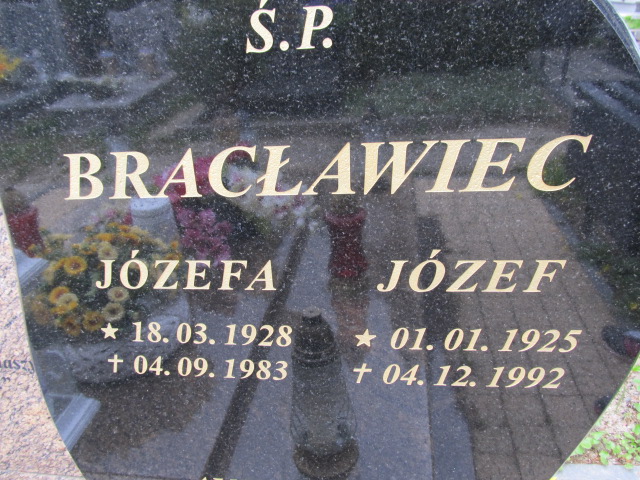 Ś.P.
BRACŁAWIEC
JÓZEFA JÓZEF
★ 18.03.1928 ★ 01.01.1925
✝ 04.09.1983 ✝ 04.12.1992